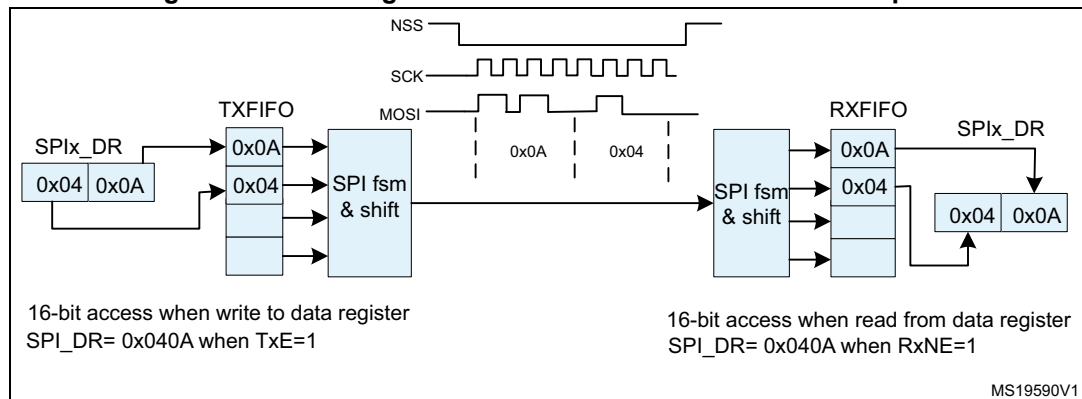 NSS
SCK
MOSI
TXFIFO
RXFIFO
SPIx_DR
SPIx_DR
0x04 0x0A
0x0A
0x04
SPI fsm
& shift
0x0A 0x04
SPI fsm
& shift
0x0A
0x04
0x04 0x0A
16-bit access when write to data register
SPI_DR= 0x040A when TxE=1
16-bit access when read from data register
SPI_DR= 0x040A when RxNE=1
MS19590V1